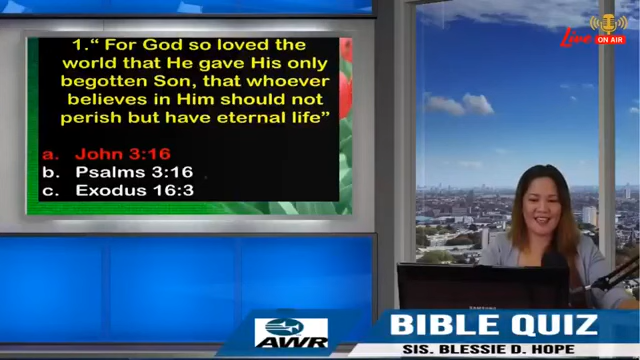 Live ON AIR
1.“ For God so loved the
world that He gave His only
begotten Son, that whoever
believes in Him should not
perish but have eternal life”
a. John 3:16
b. Psalms 3:16
c. Exodus 16:3
SAMSUNG
AWR
BIBLE QUIZ
SIS. BLESSIE D. HOPE